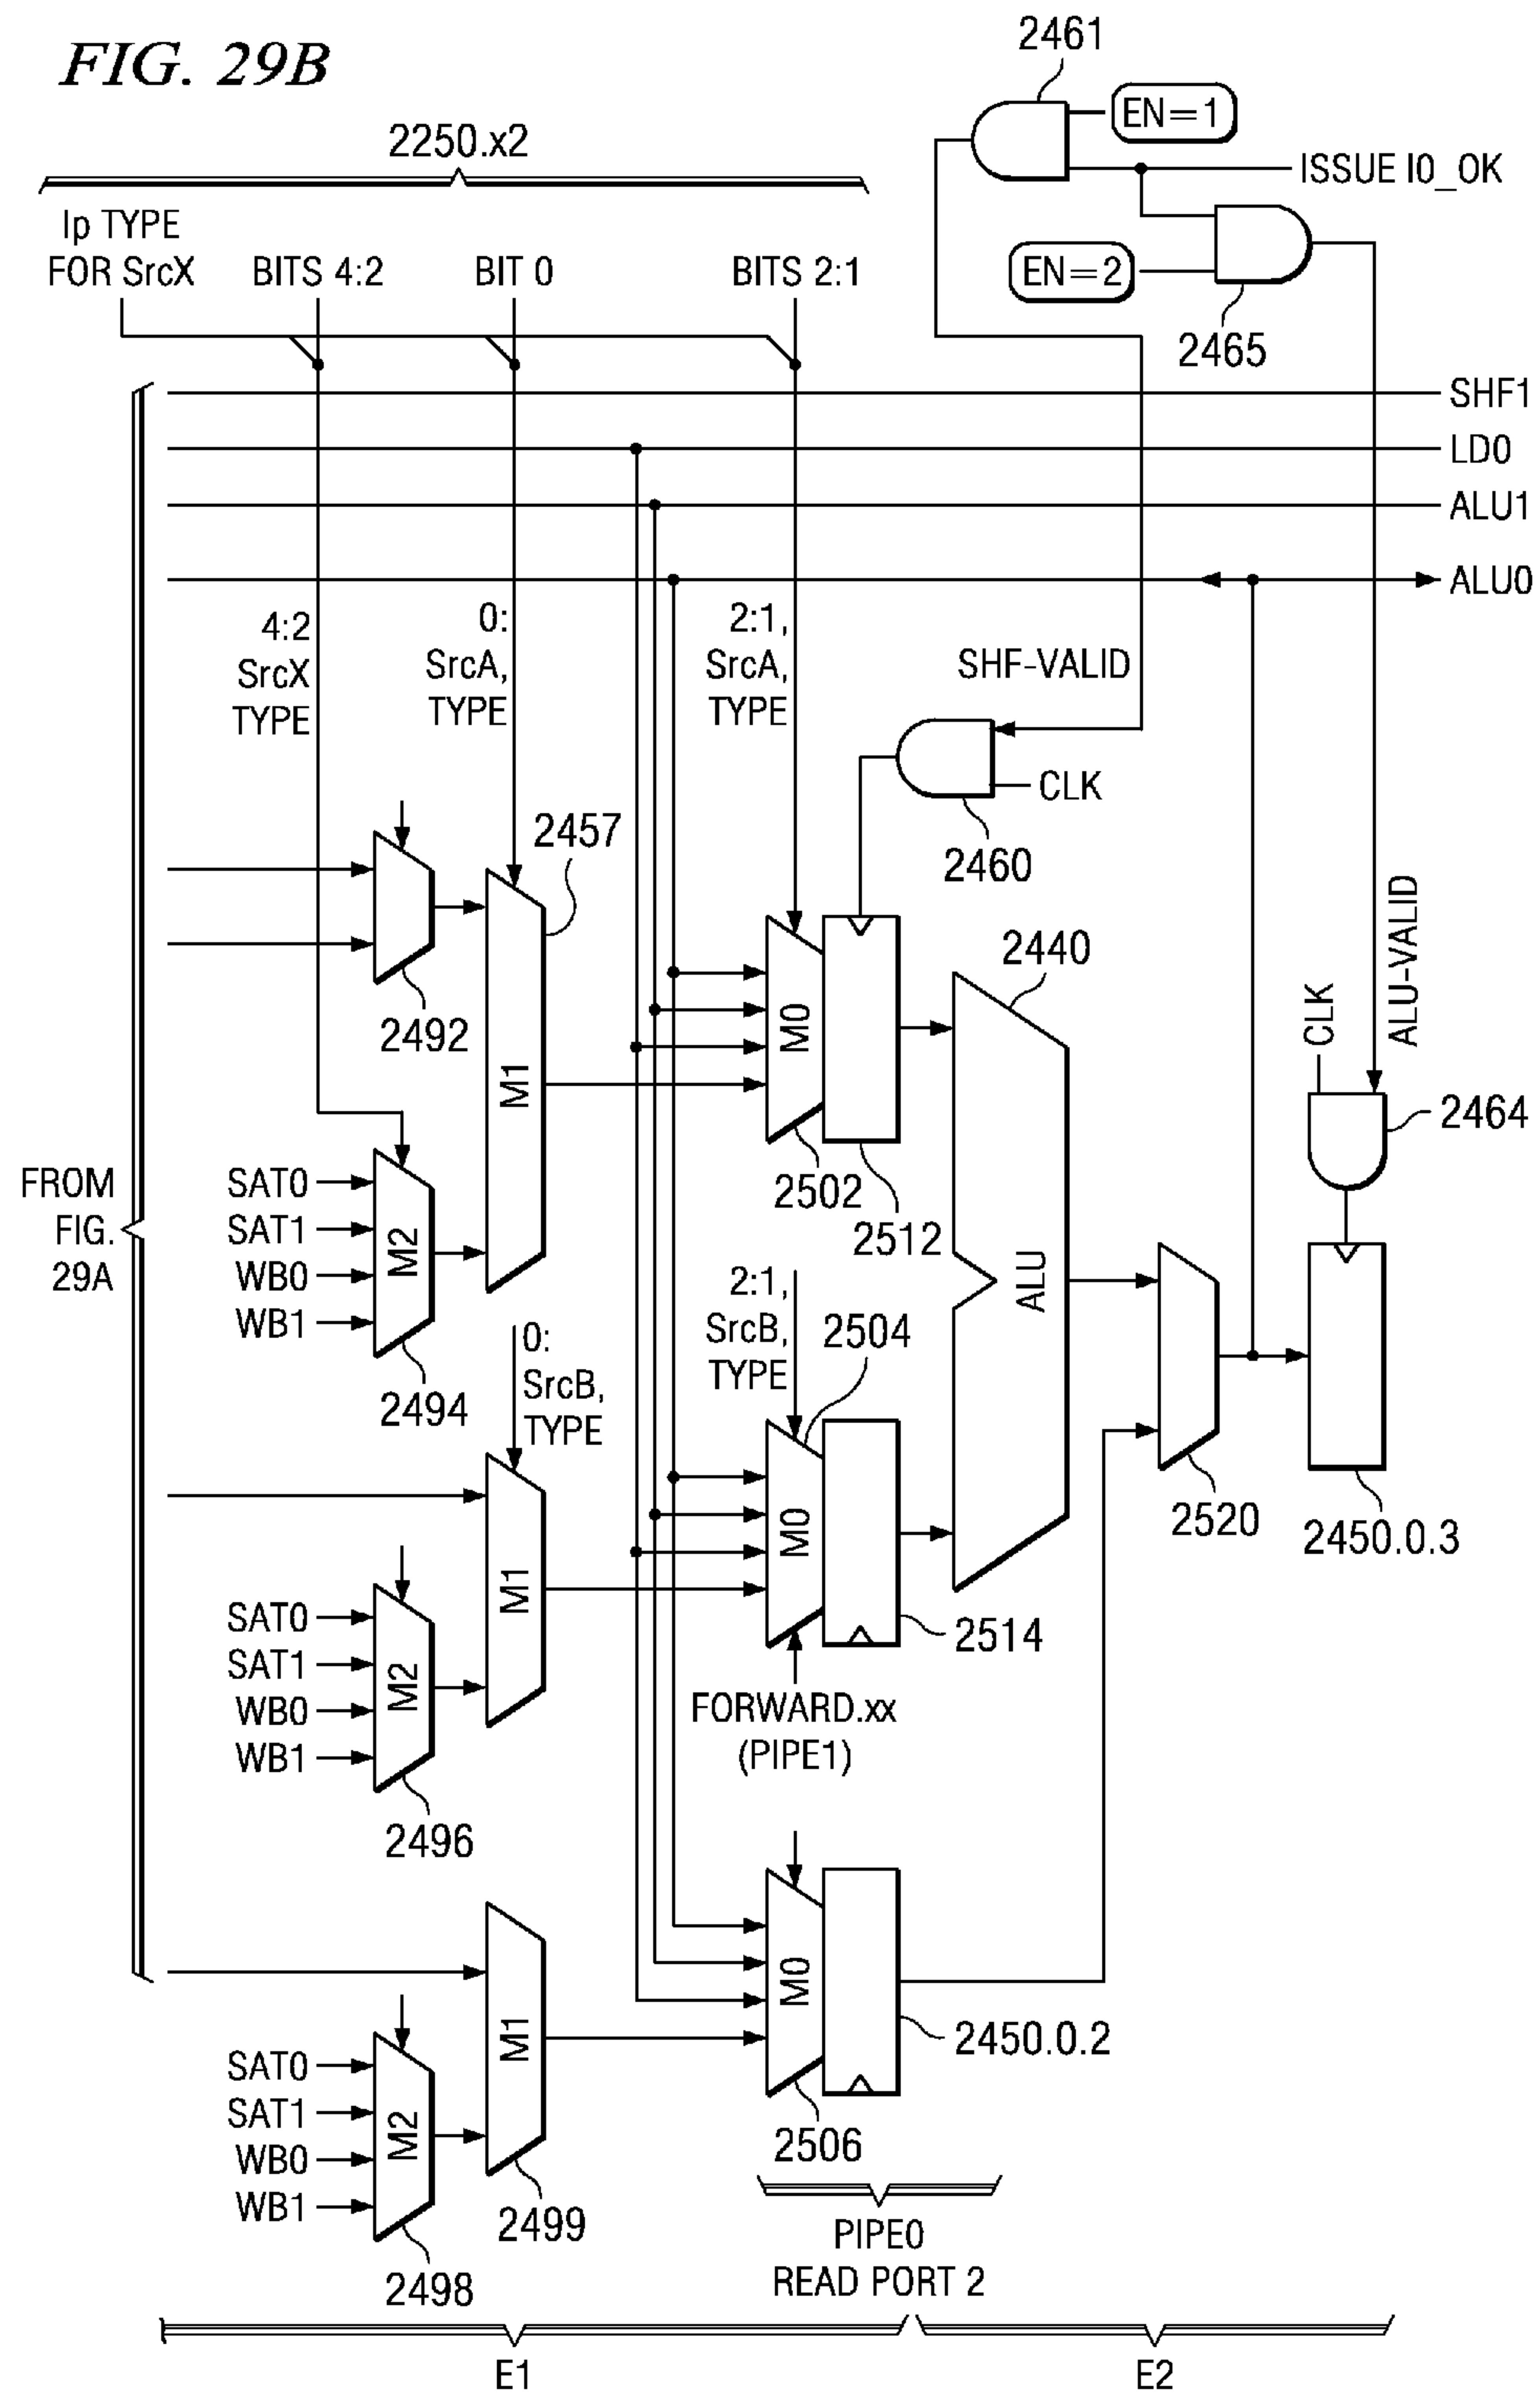 FIG. 29B
2461
EN=1
2250.x2
ISSUE I0_OK
Ip TYPE
FOR SrcX
BITS 4:2
BIT 0
BITS 2:1
EN=2
2465
SHF1
LD0
ALU1
ALU0
4:2
SrcX
TYPE
0:
SrcA,
TYPE
2:1,
SrcA,
TYPE
SHF-VALID
CLK
2460
2457
2492
M1
M0
2440
ALU-VALID
CLK
2464
2502
2512
FROM
FIG.
29A
SAT0
SAT1
WB0
WB1
M2
2494
ALU
0:
SrcB,
TYPE
2:1,
SrcB,
TYPE
2504
M0
2520
2450.0.3
SAT0
SAT1
WB0
WB1
M2
M1
2496
2514
FORWARD.xx
(PIPE1)
M0
2450.0.2
M1
SAT0
SAT1
WB0
WB1
M2
2498
2499
2506
PIPE0
READ PORT 2
E1
E2